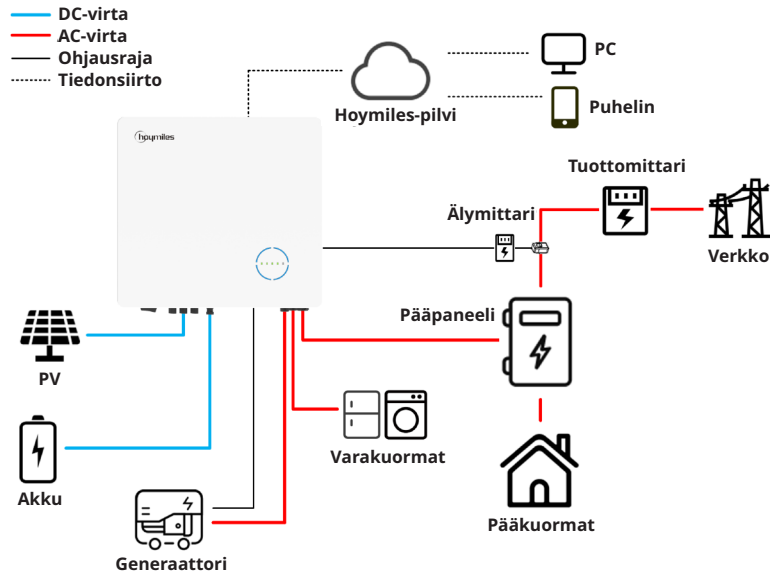 DC-virta
AC-virta
Ohjausraja
Tiedonsiirto
PC
Hoymiles-pilvi
Puhelin
hoymiles
Tuottomittari
Älymittari
Verkko
Pääpaneeli
PV
Varakuormat
Akku
Pääkuormat
Generaattori